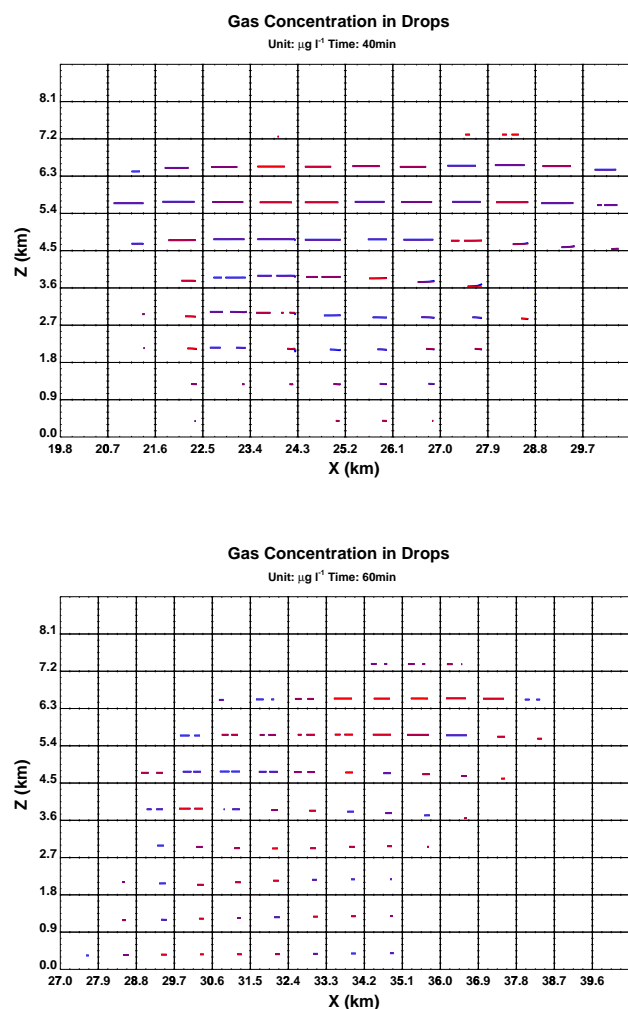 Gas Concentration in Drops
Unit: μg l⁻¹ Time: 40min
8.1
7.2
6.3
5.4
4.5
3.6
2.7
1.8
0.9
0.0
Z (km)
19.8 20.7 21.6 22.5 23.4 24.3 25.2 26.1 27.0 27.9 28.8 29.7
X (km)
Gas Concentration in Drops
Unit: μg l⁻¹ Time: 60min
8.1
7.2
6.3
5.4
4.5
3.6
2.7
1.8
0.9
0.0
Z (km)
27.0 27.9 28.8 29.7 30.6 31.5 32.4 33.3 34.2 35.1 36.0 36.9 37.8 38.7 39.6
X (km)